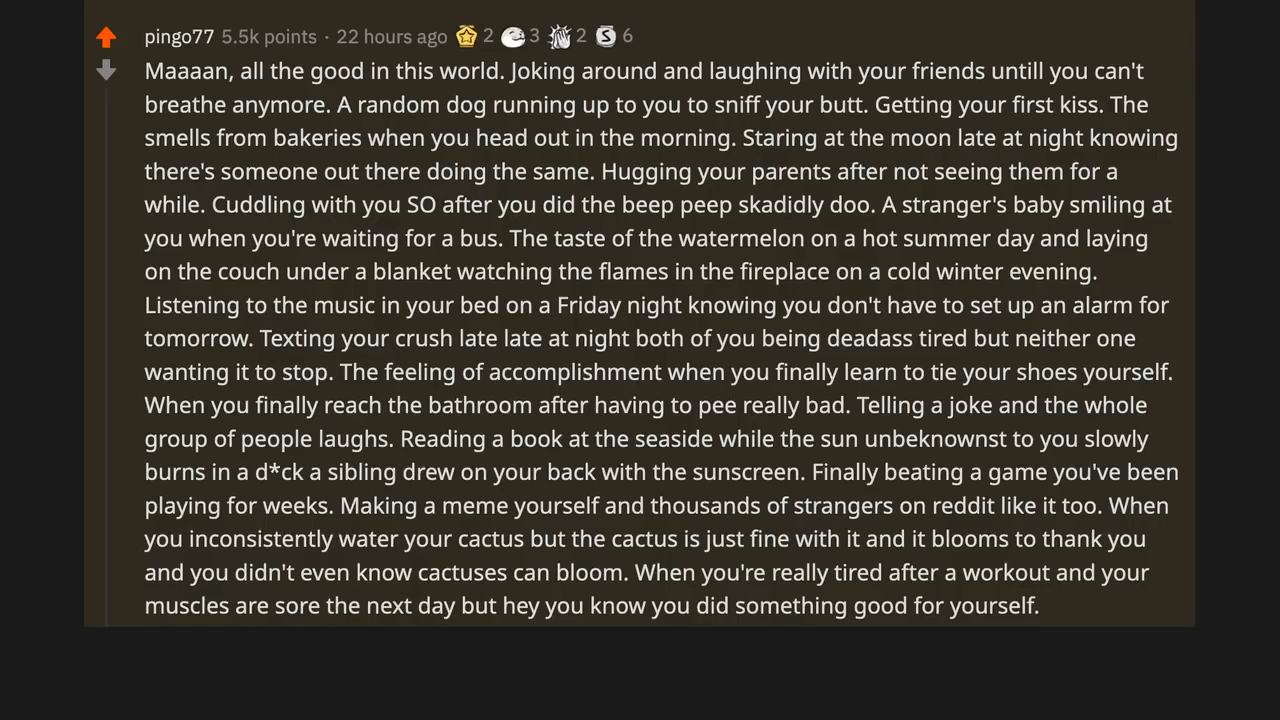 pingo77 5.5k points · 22 hours ago 2 3 2 S 6
Maaaan, all the good in this world. Joking around and laughing with your friends untill you can't
breathe anymore. A random dog running up to you to sniff your butt. Getting your first kiss. The
smells from bakeries when you head out in the morning. Staring at the moon late at night knowing
there's someone out there doing the same. Hugging your parents after not seeing them for a
while. Cuddling with you SO after you did the beep peep skadidly doo. A stranger's baby smiling at
you when you're waiting for a bus. The taste of the watermelon on a hot summer day and laying
on the couch under a blanket watching the flames in the fireplace on a cold winter evening.
Listening to the music in your bed on a Friday night knowing you don't have to set up an alarm for
tomorrow. Texting your crush late late at night both of you being deadass tired but neither one
wanting it to stop. The feeling of accomplishment when you finally learn to tie your shoes yourself.
When you finally reach the bathroom after having to pee really bad. Telling a joke and the whole
group of people laughs. Reading a book at the seaside while the sun unbeknownst to you slowly
burns in a d*ck a sibling drew on your back with the sunscreen. Finally beating a game you've been
playing for weeks. Making a meme yourself and thousands of strangers on reddit like it too. When
you inconsistently water your cactus but the cactus is just fine with it and it blooms to thank you
and you didn't even know cactuses can bloom. When you're really tired after a workout and your
muscles are sore the next day but hey you know you did something good for yourself.